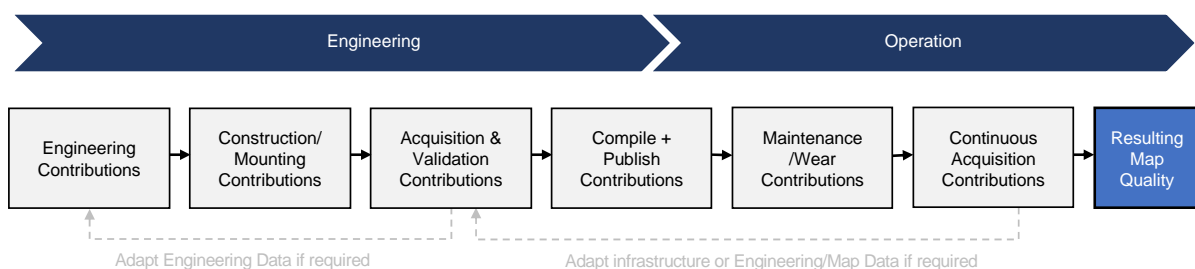 Engineering
Operation
Engineering
Contributions
Construction/
Mounting
Contributions
Acquisition &
Validation
Contributions
Compile +
Publish
Contributions
Maintenance
/Wear
Contributions
Continuous
Acquisition
Contributions
Resulting
Map
Quality
Adapt Engineering Data if required
Adapt infrastructure or Engineering/Map Data if required